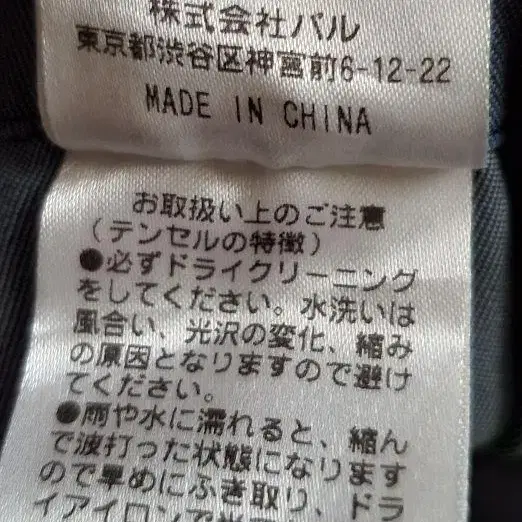 株式会社パル
東京都渋谷区神宮前6-12-22
MADE IN CHINA
お取扱い上のご注意
(テンセルの特徴)
●必ずドライクリーニング
をしてください。水洗いは
風合い、光沢の変化、縮み
の原因となりますので避け
てください。
●雨や水に濡れると、縮ん
で波打った状態になります
ので早めにふき取り、ドラ
イアイロンで